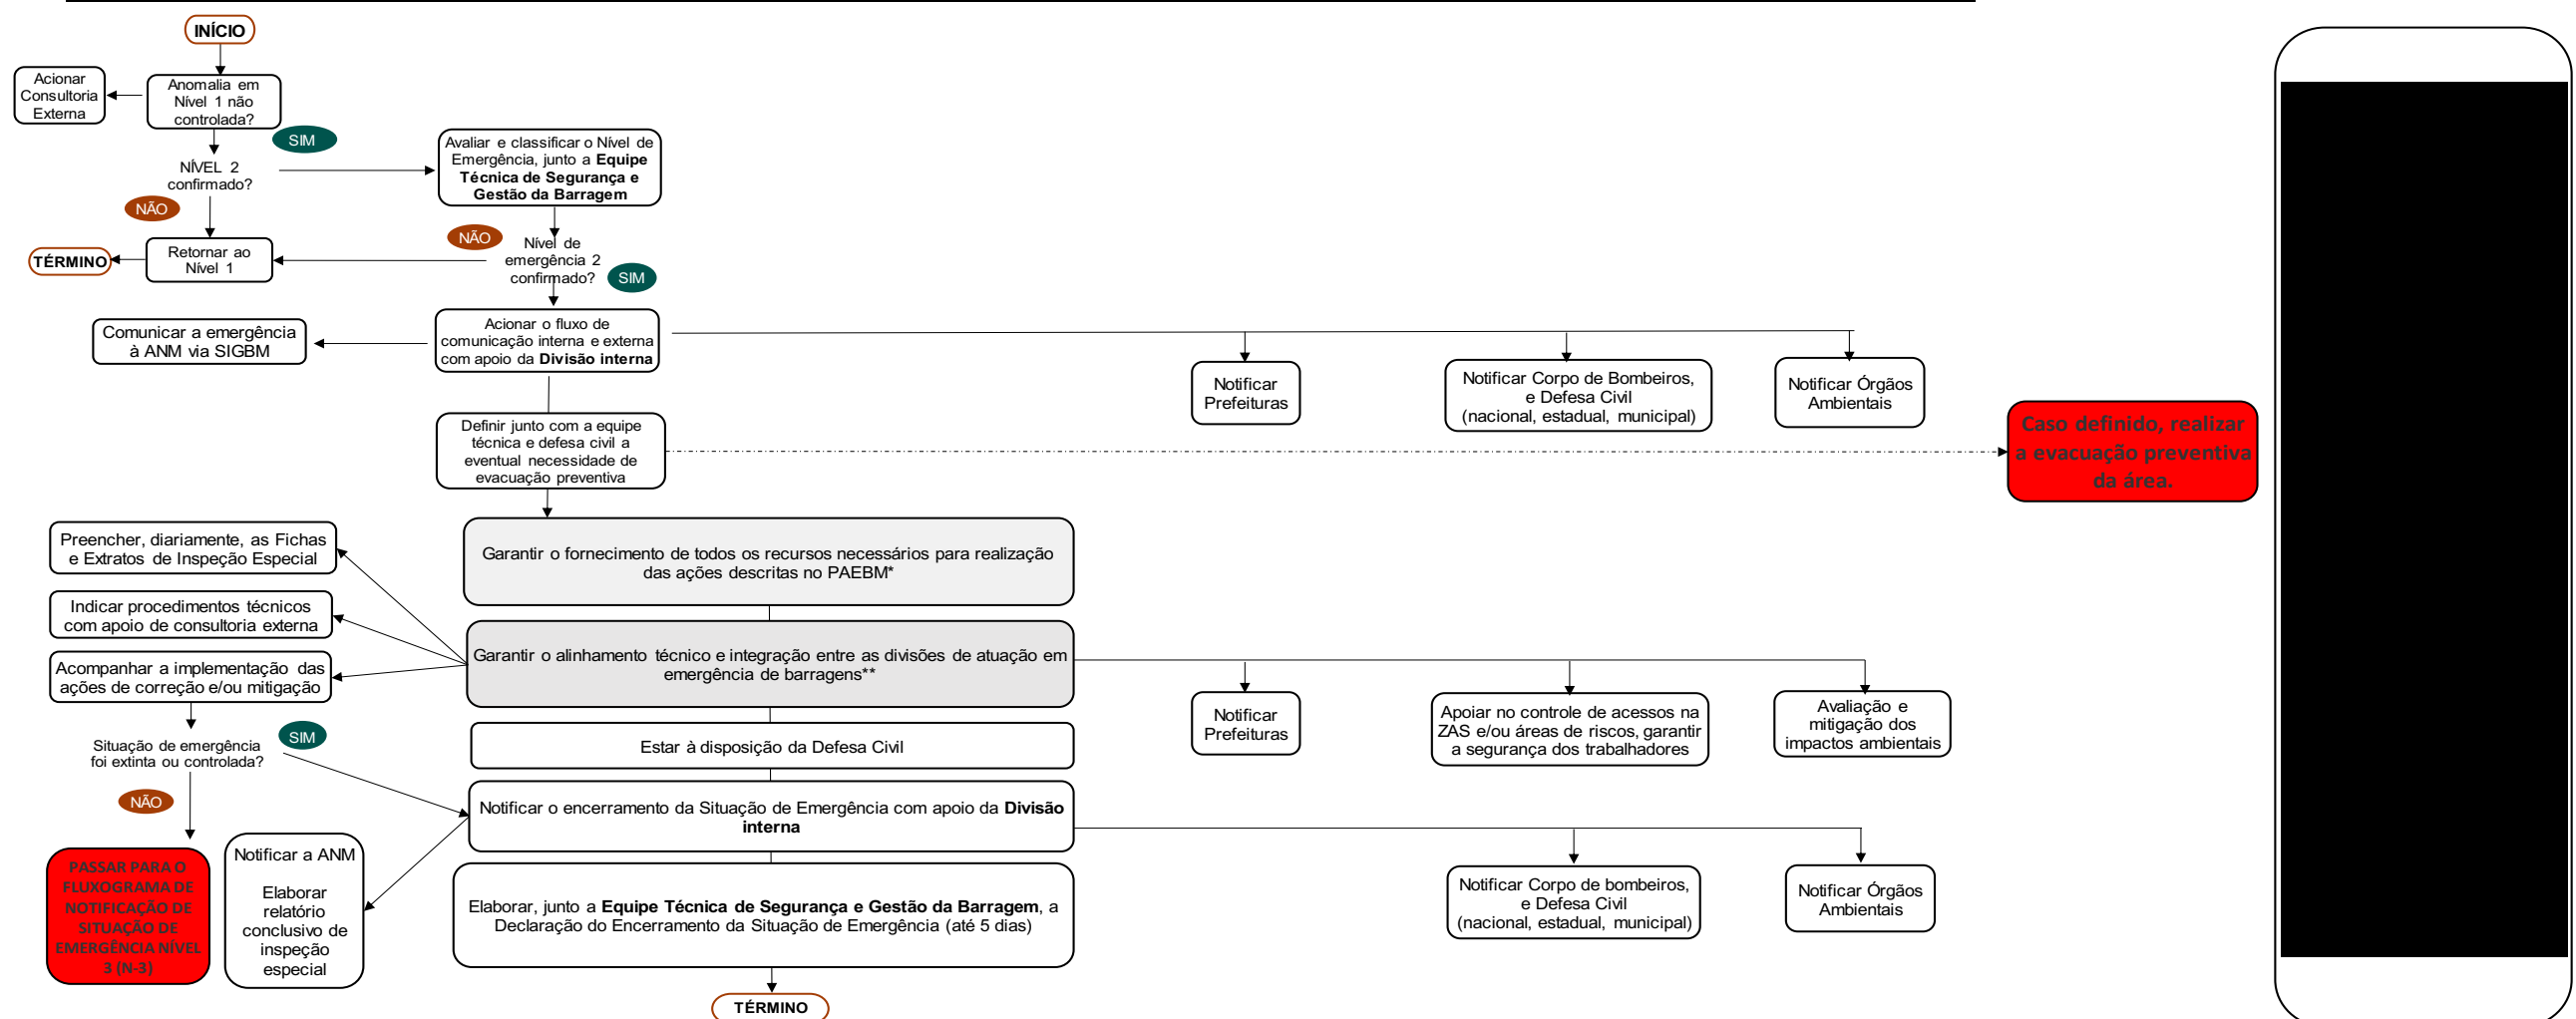 INÍCIO
Acionar
Consultoria
Externa
Anomalia em
Nível 1 não
controlada?
SIM
NÍVEL 2
confirmado?
NÃO
Avaliar e classificar o Nível de
Emergência, junto a Equipe
Técnica de Segurança e
Gestão da Barragem
TÉRMINO
Retornar ao
Nível 1
NÃO
Nível de
emergência 2
confirmado?
SIM
Comunicar a emergência
à ANM via SIGBM
Acionar o fluxo de
comunicação interna e externa
com apoio da Divisão interna
Notificar
Prefeituras
Notificar Corpo de Bombeiros,
e Defesa Civil
(nacional, estadual, municipal)
Notificar Órgãos
Ambientais
Definir junto com a equipe
técnica e defesa civil a
eventual necessidade de
evacuação preventiva
Caso definido, realizar
a evacuação preventiva
da área.
Preencher, diariamente, as Fichas
e Extratos de Inspeção Especial
Garantir o fornecimento de todos os recursos necessários para realização
das ações descritas no PAEBM*
Indicar procedimentos técnicos
com apoio de consultoria externa
Acompanhar a implementação das
ações de correção e/ou mitigação
Garantir o alinhamento técnico e integração entre as divisões de atuação em
emergência de barragens**
Notificar
Prefeituras
Apoiar no controle de acessos na
ZAS e/ou áreas de riscos, garantir
a segurança dos trabalhadores
Avaliação e
mitigação dos
impactos ambientais
Situação de emergência
foi extinta ou controlada?
SIM
NÃO
Estar à disposição da Defesa Civil
Notificar o encerramento da Situação de Emergência com apoio da Divisão
interna
PASSAR PARA O
FLUXOGRAMA DE
NOTIFICAÇÃO DE
SITUAÇÃO DE
EMERGÊNCIA NÍVEL
3 (N-3)
Notificar a ANM
Elaborar
relatório
conclusivo de
inspeção
especial
Elaborar, junto a Equipe Técnica de Segurança e Gestão da Barragem, a
Declaração do Encerramento da Situação de Emergência (até 5 dias)
Notificar Corpo de bombeiros,
e Defesa Civil
(nacional, estadual, municipal)
Notificar Órgãos
Ambientais
TÉRMINO